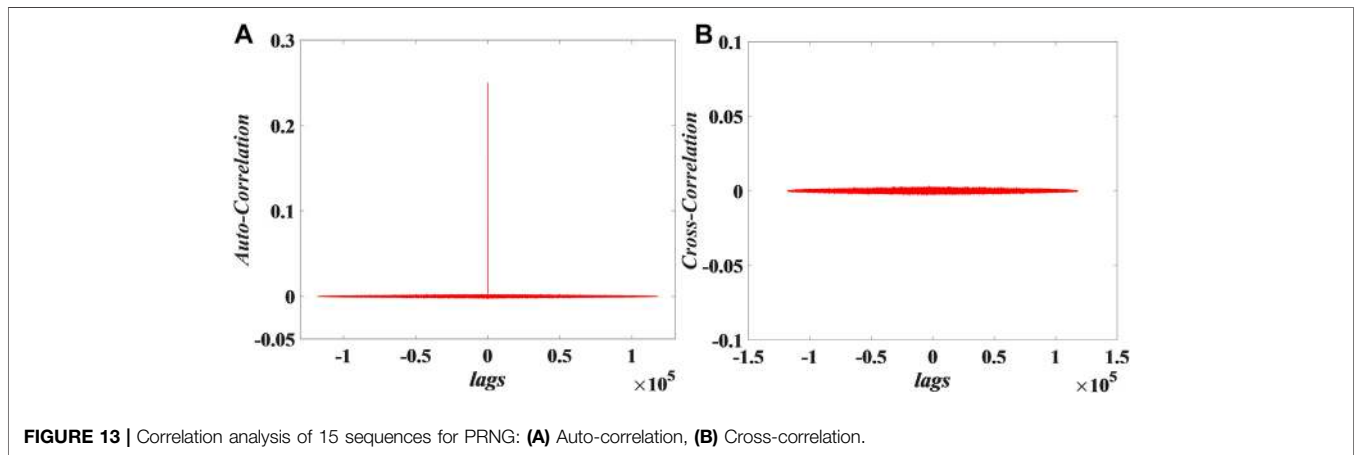 A
0.3
0.2
0.1
0
-0.05
Auto-Correlation
-1 -0.5 0 0.5 1
×10^5
lags
B
0.1
0.05
0
-0.05
-0.1
Cross-Correlation
-1.5 -1 -0.5 0 0.5 1 1.5
×10^5
lags
FIGURE 13 | Correlation analysis of 15 sequences for PRNG: (A) Auto-correlation, (B) Cross-correlation.